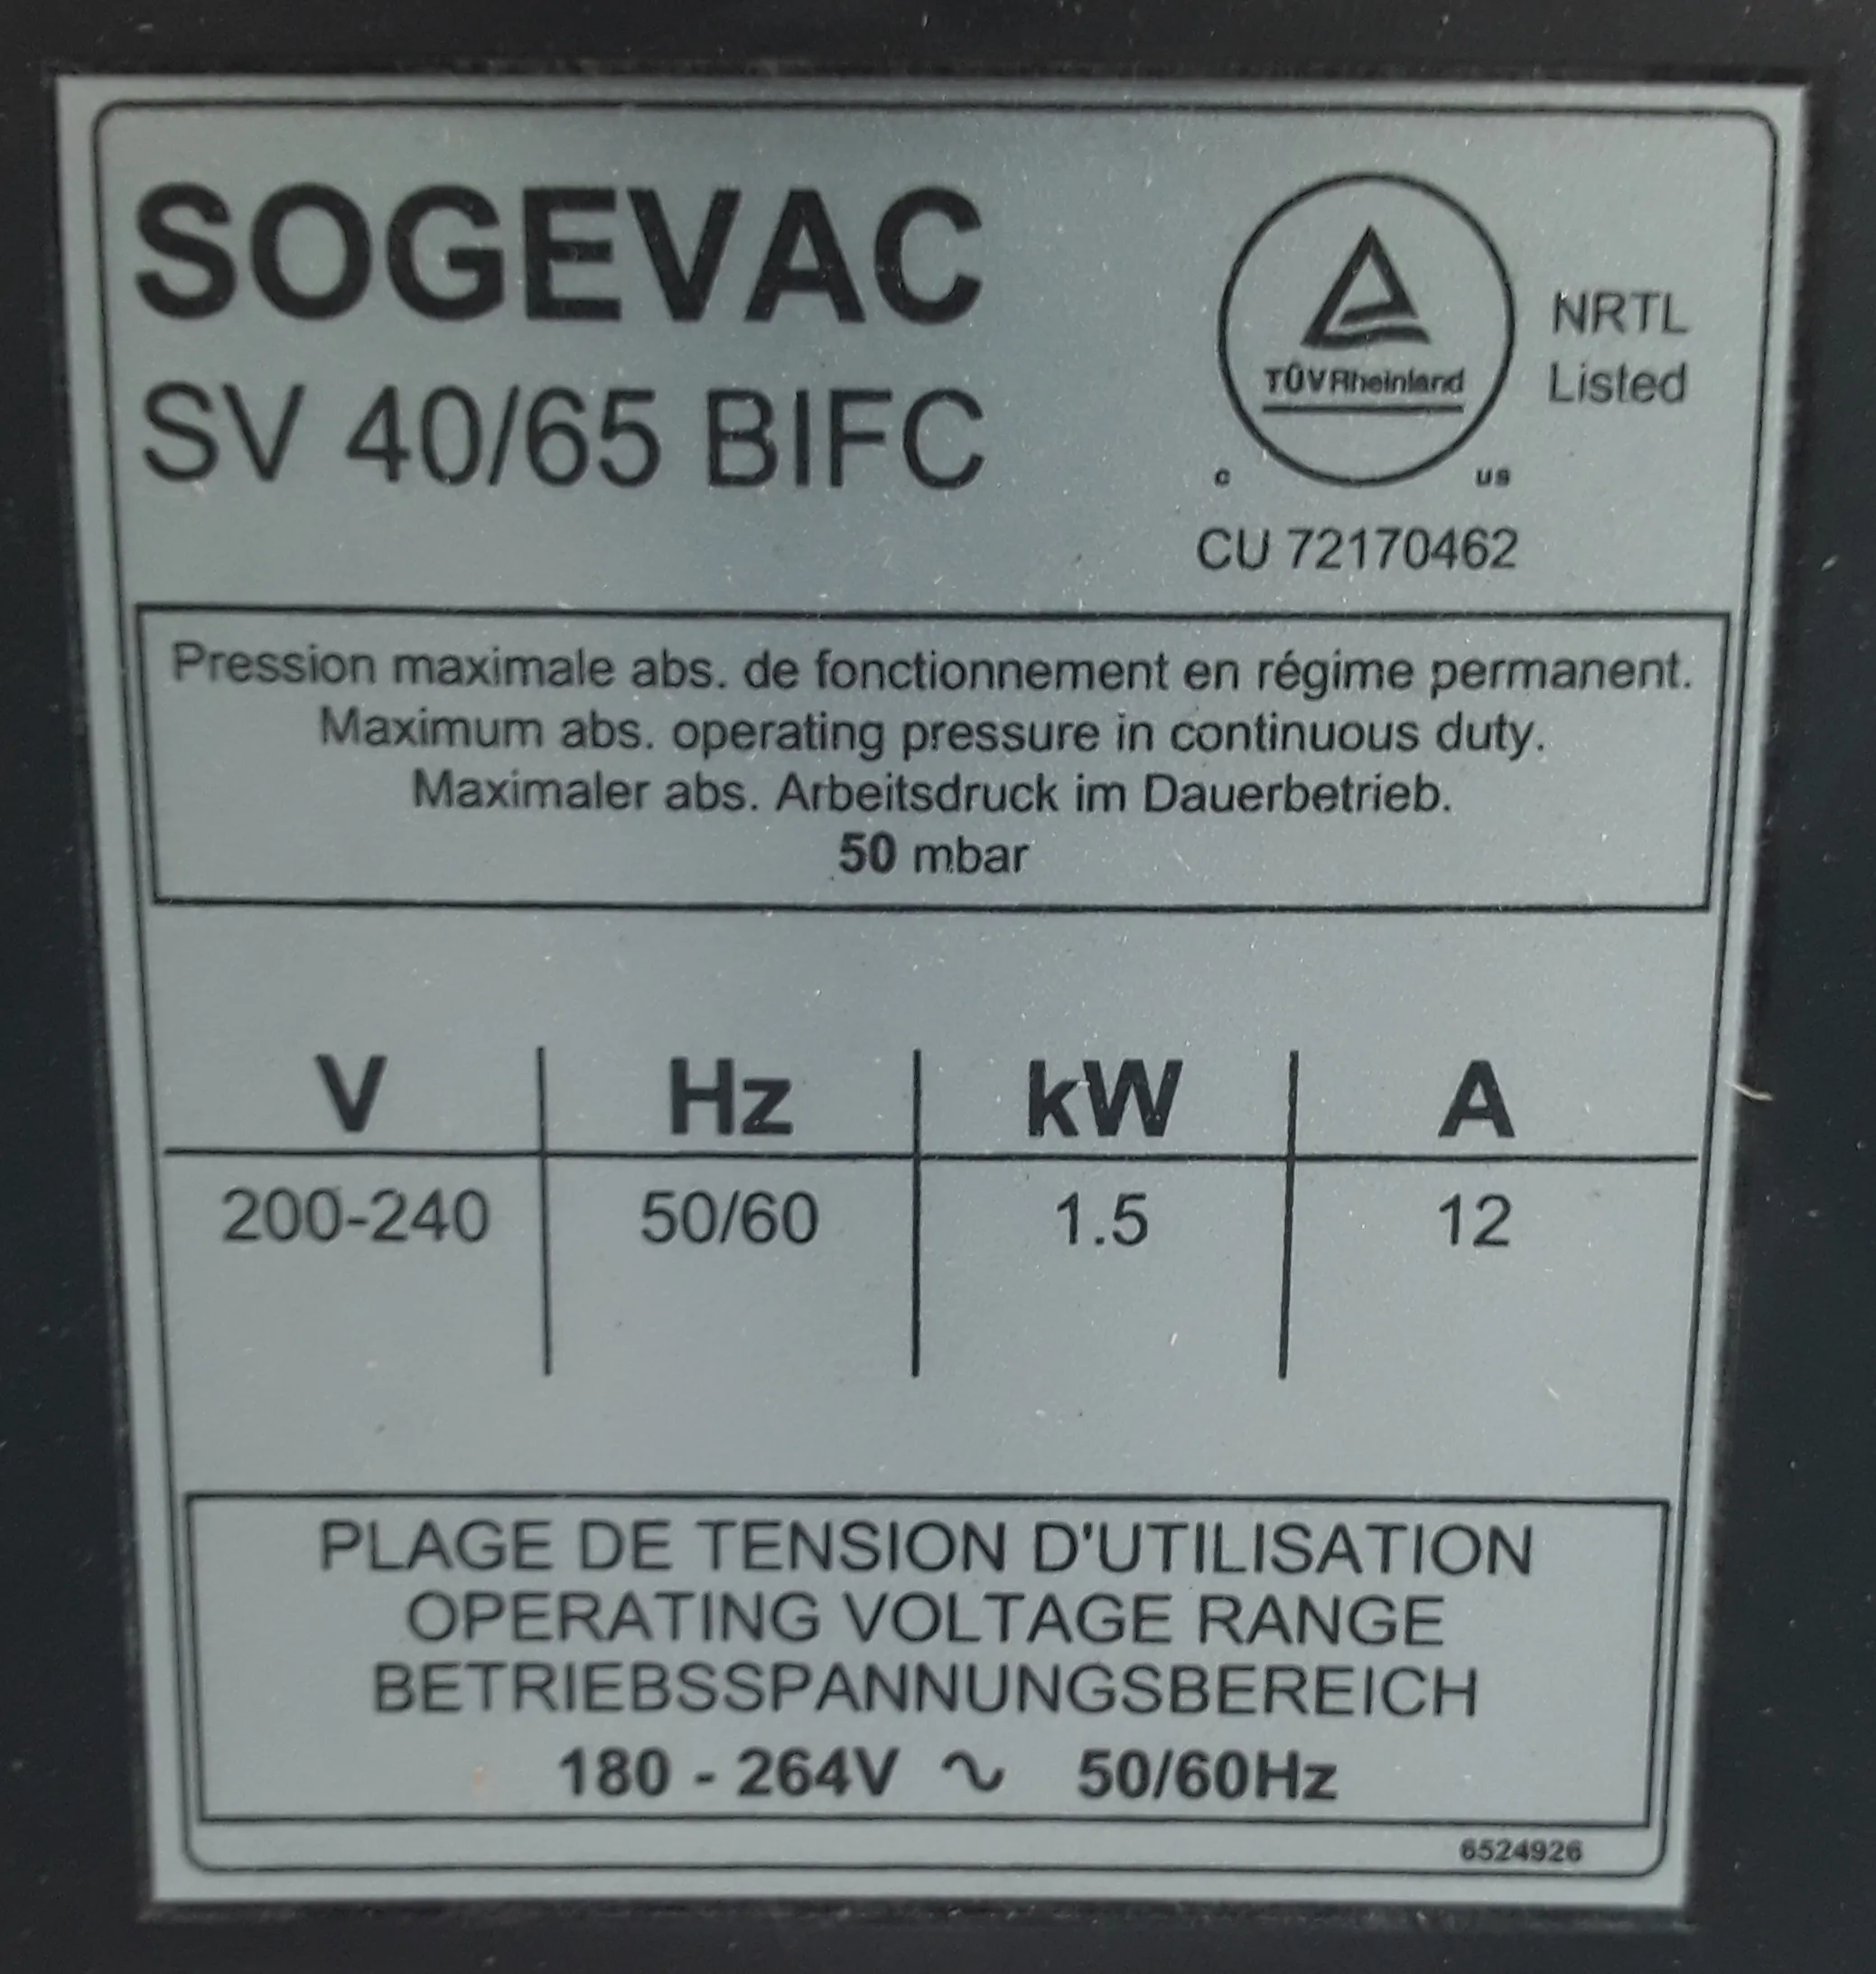 SOGEVAC
SV 40/65 BIFC
TÜVRheinland
NRTL
Listed
c us
CU 72170462
Pression maximale abs. de fonctionnement en régime permanent.
Maximum abs. operating pressure in continuous duty.
Maximaler abs. Arbeitsdruck im Dauerbetrieb.
50 mbar
V Hz kW A
200-240 50/60 1.5 12
PLAGE DE TENSION D'UTILISATION
OPERATING VOLTAGE RANGE
BETRIEBSSPANNUNGSBEREICH
180 - 264V ∿ 50/60Hz
6524926